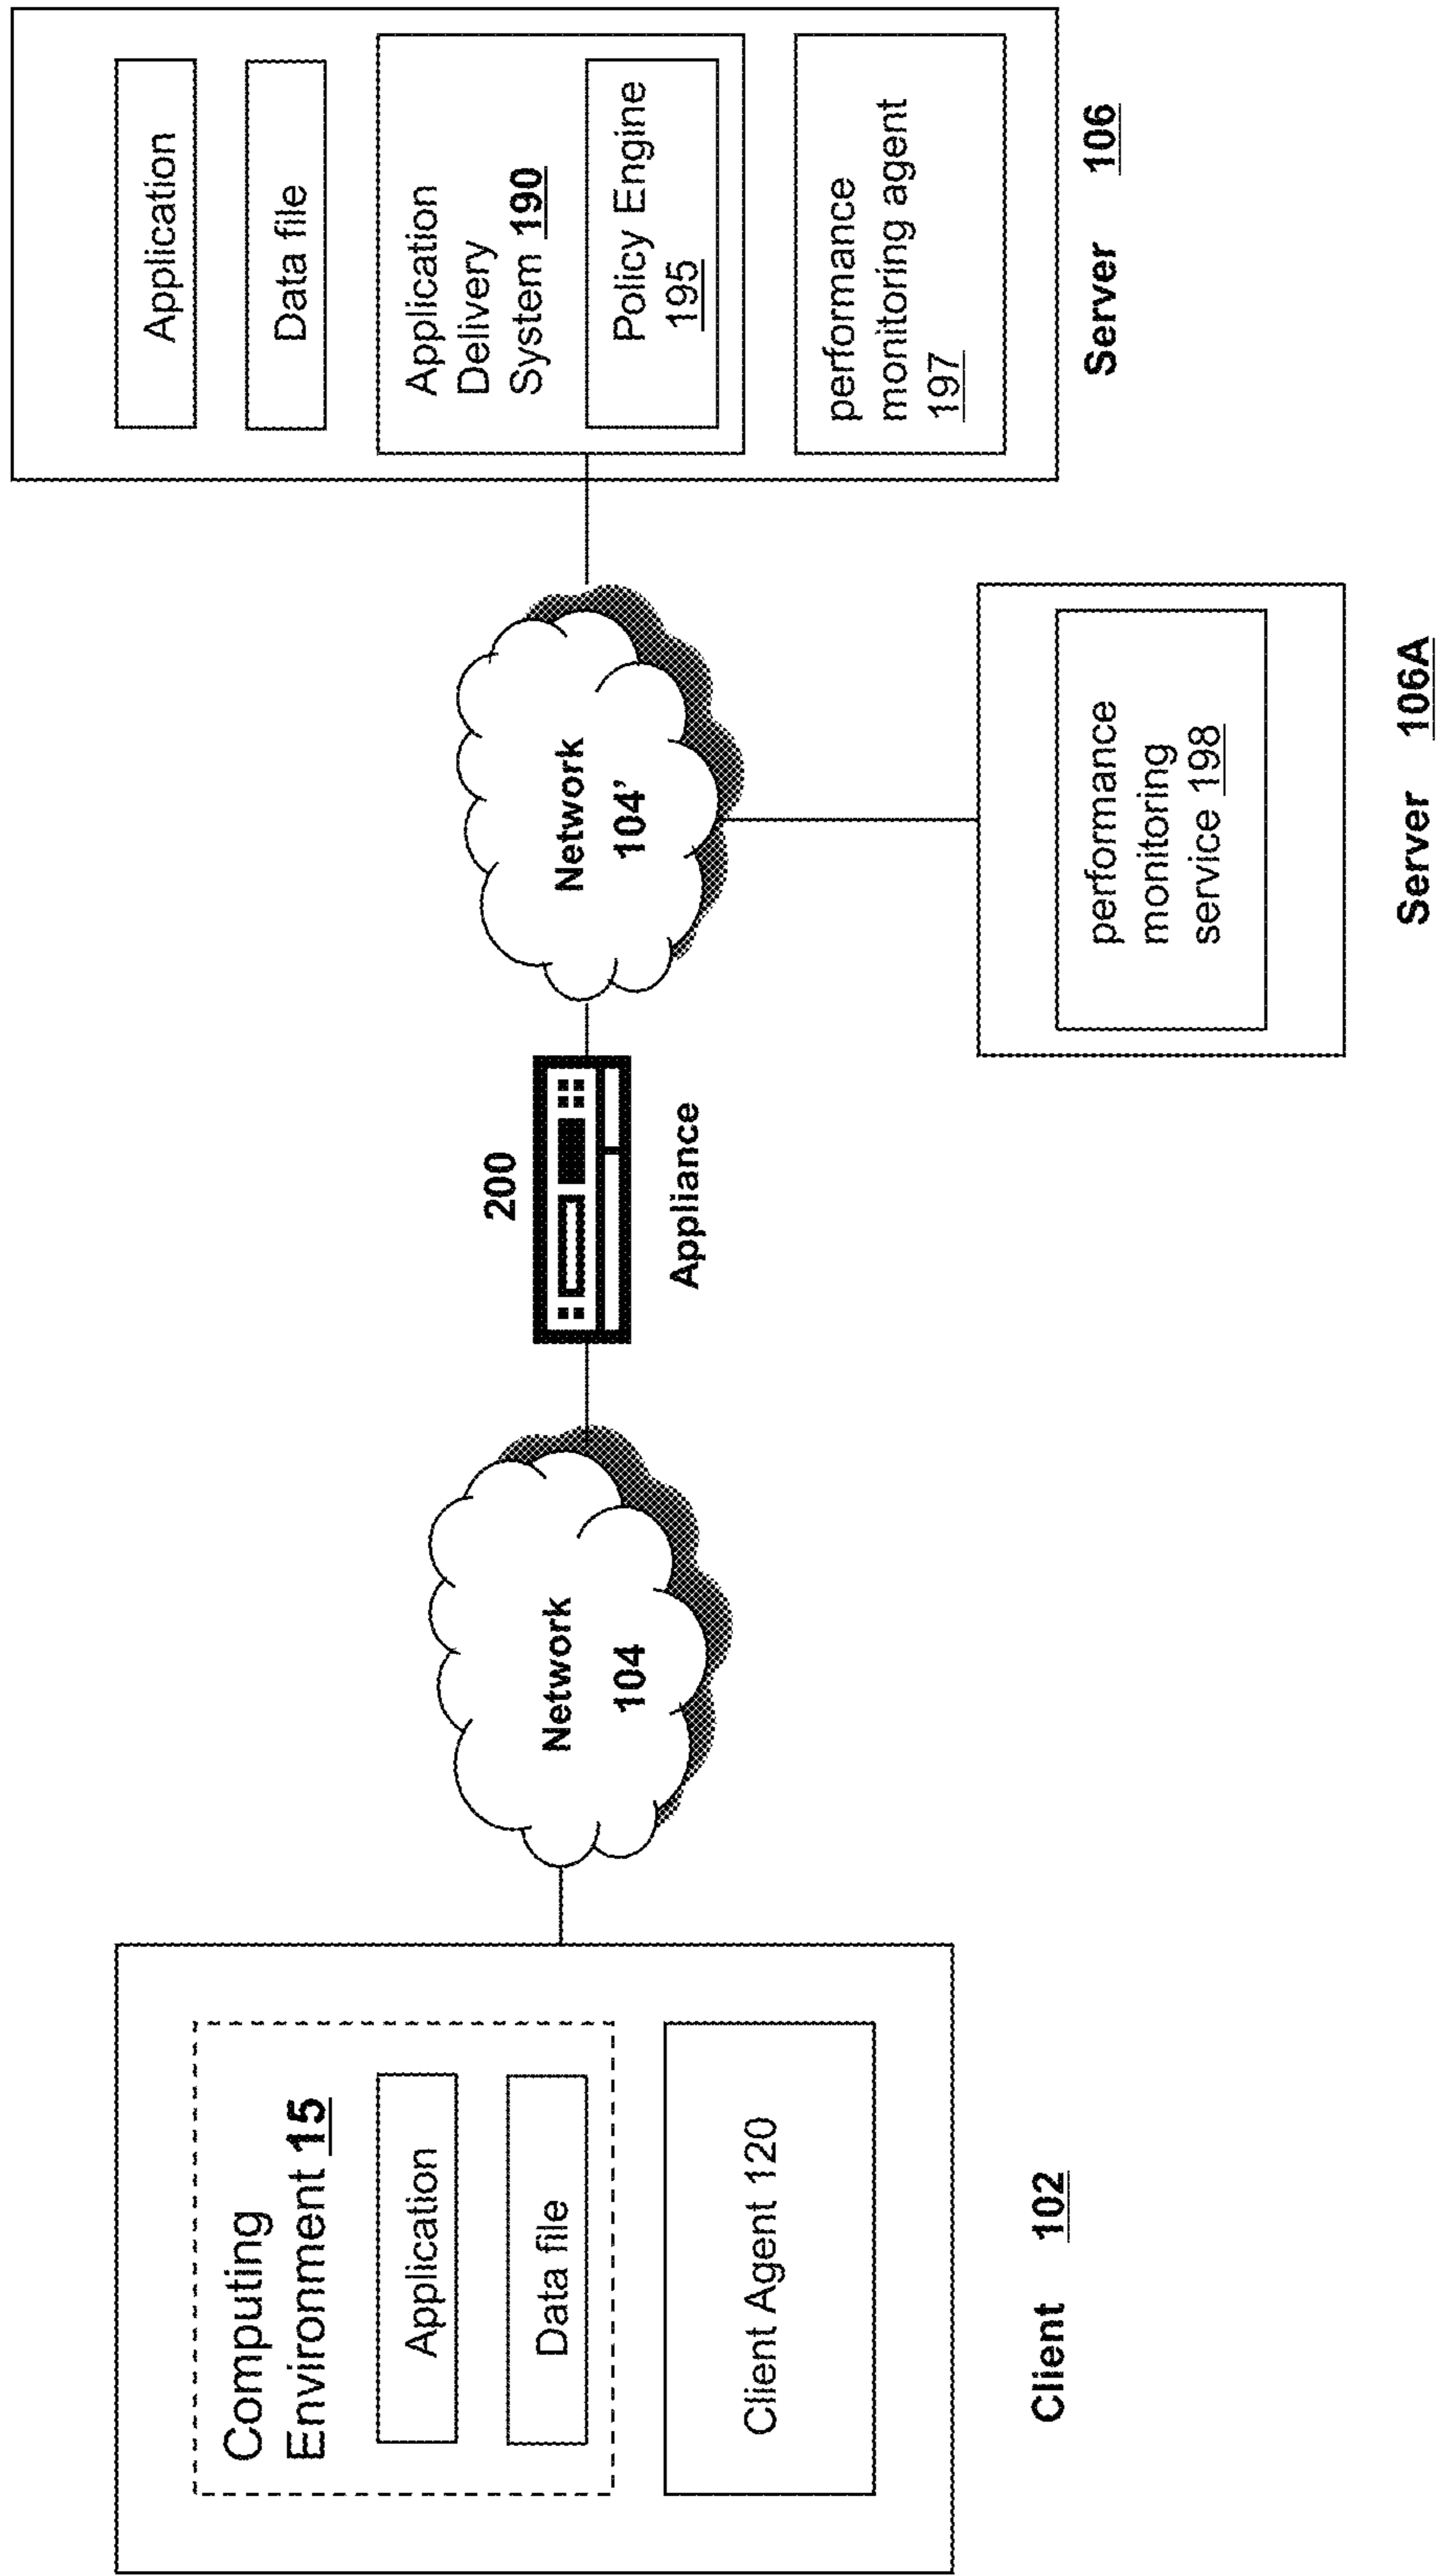 Computing
Environment 15
Application
Data file
Client Agent 120
Client 102
Network
104
200
Appliance
Network
104’
performance
monitoring
service 198
Server 106A
Application
Data file
Application
Delivery
System 190
Policy Engine
195
performance
monitoring agent
197
Server 106